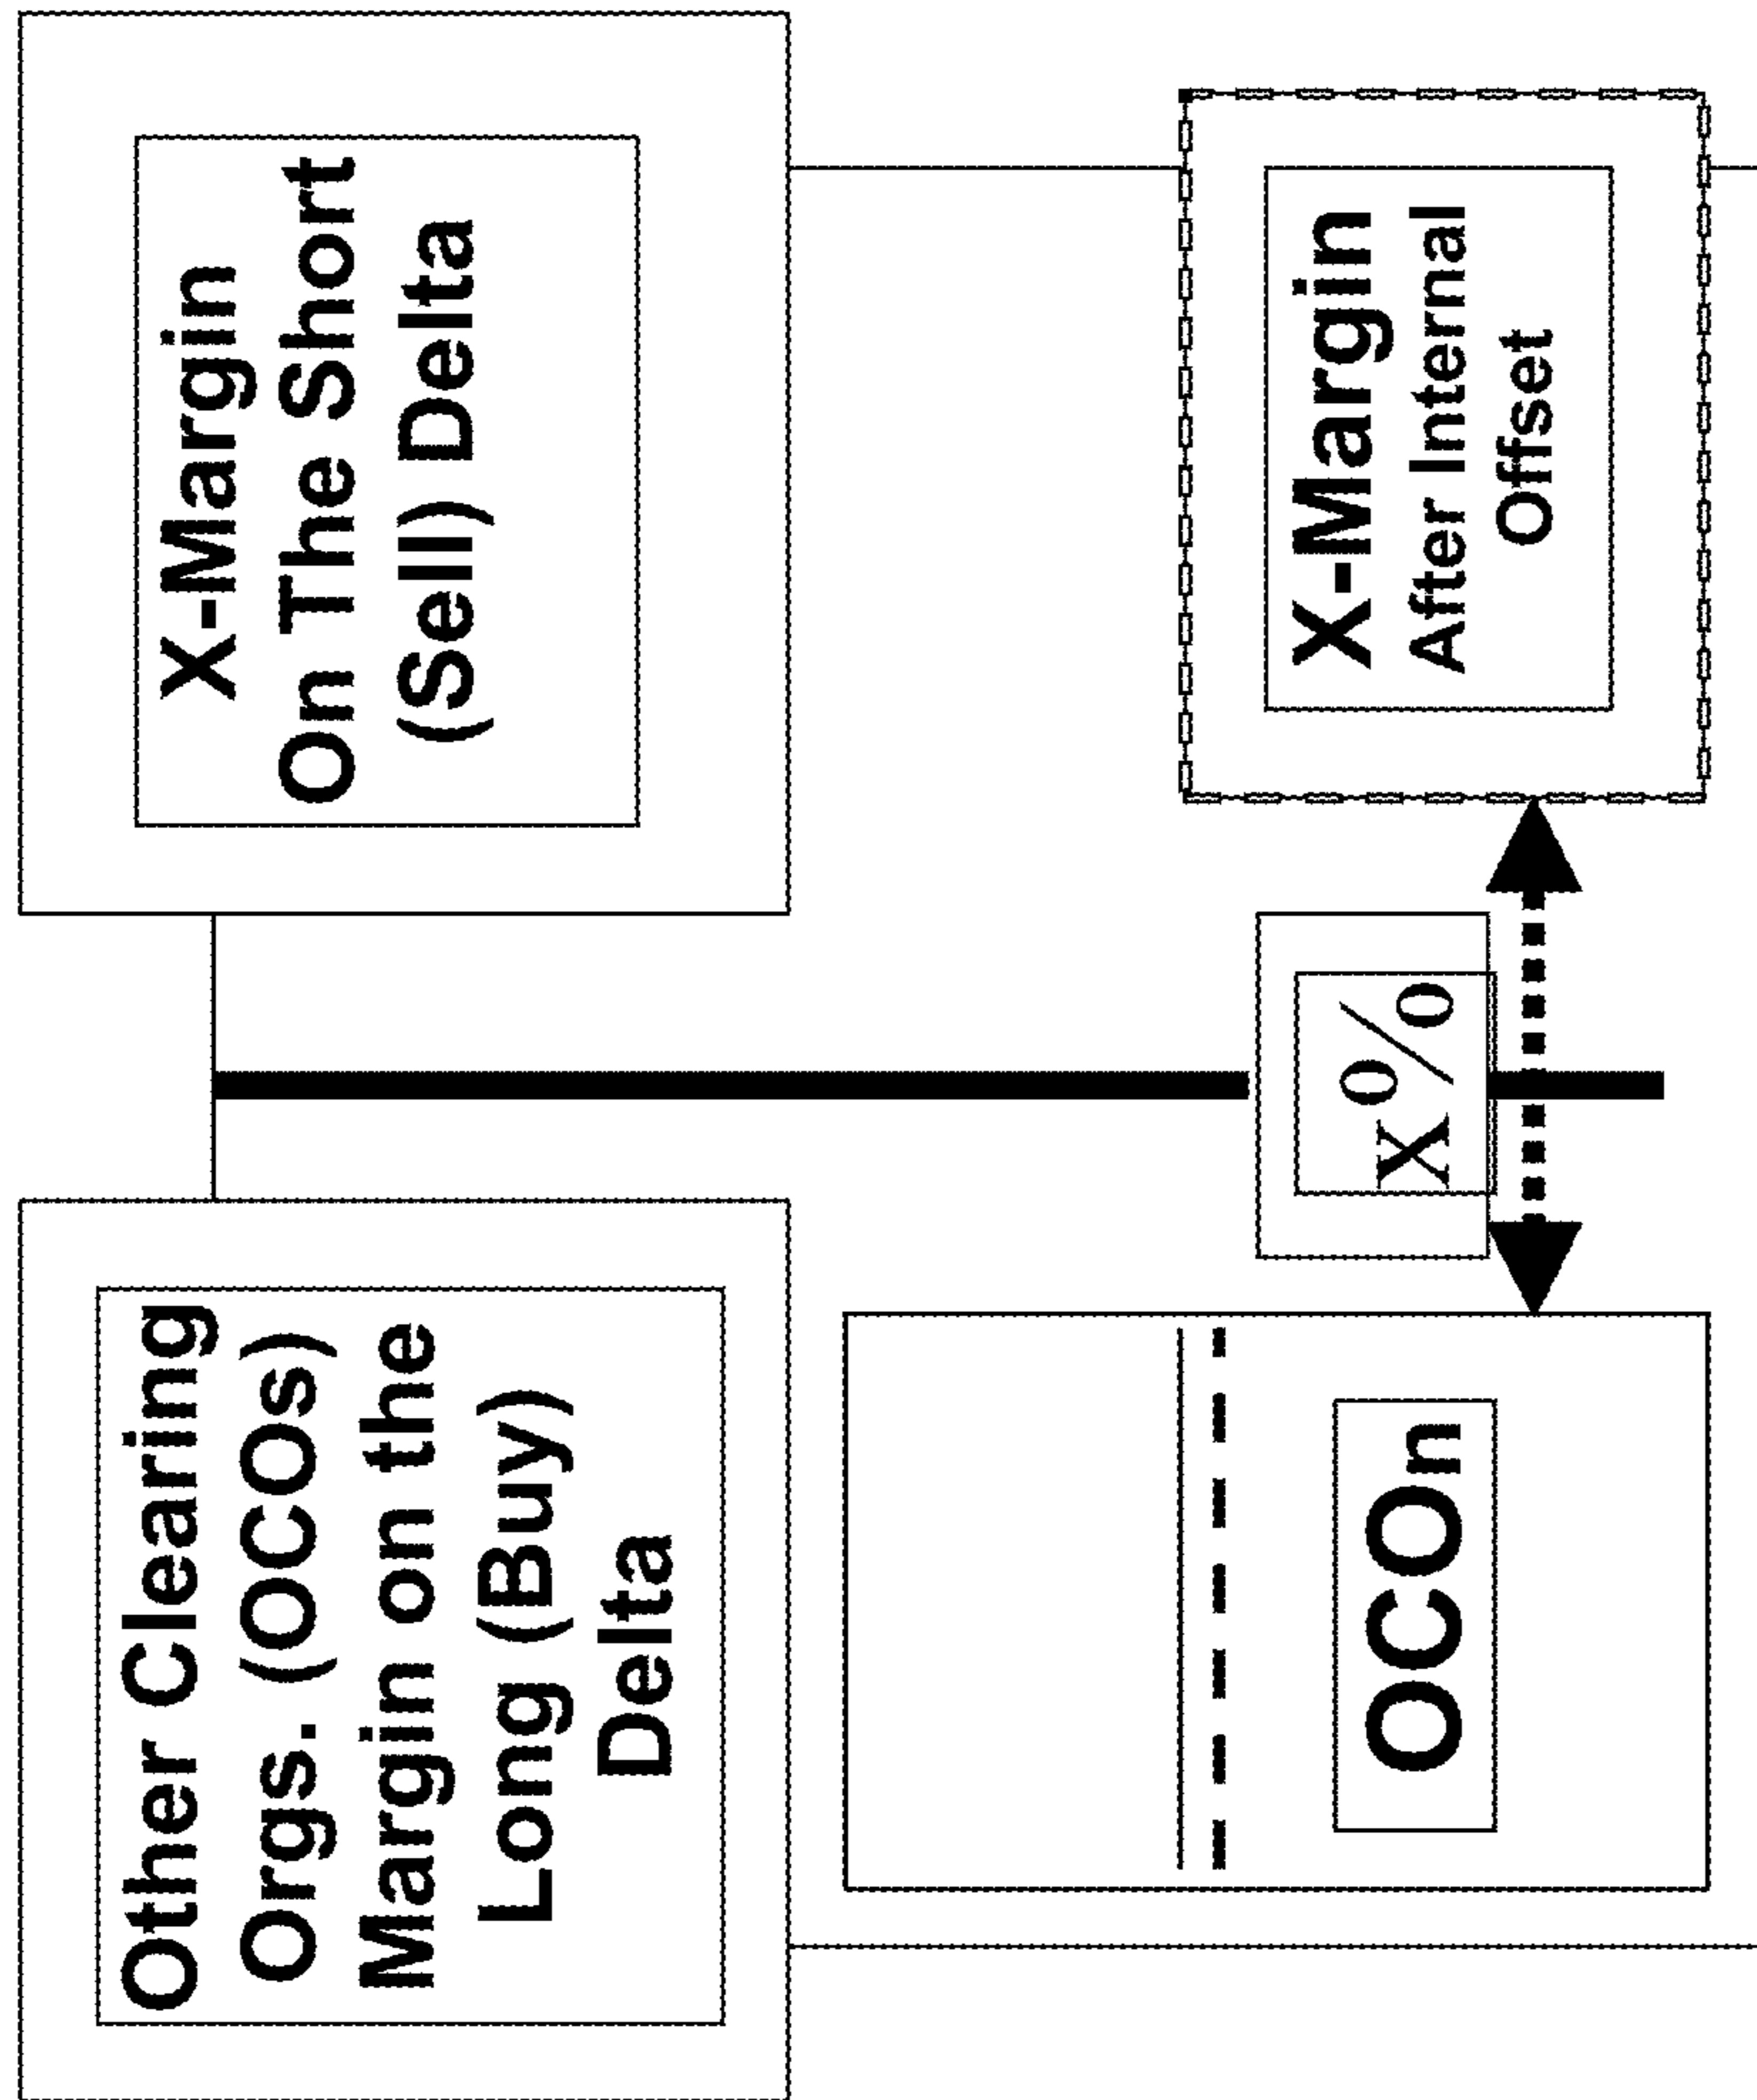 Other Clearing
Orgs. (OCOs)
Margin on the
Long (Buy)
Delta
X-Margin
On The Short
(Sell) Delta
OCOn
x%
X-Margin
After Internal
Offset